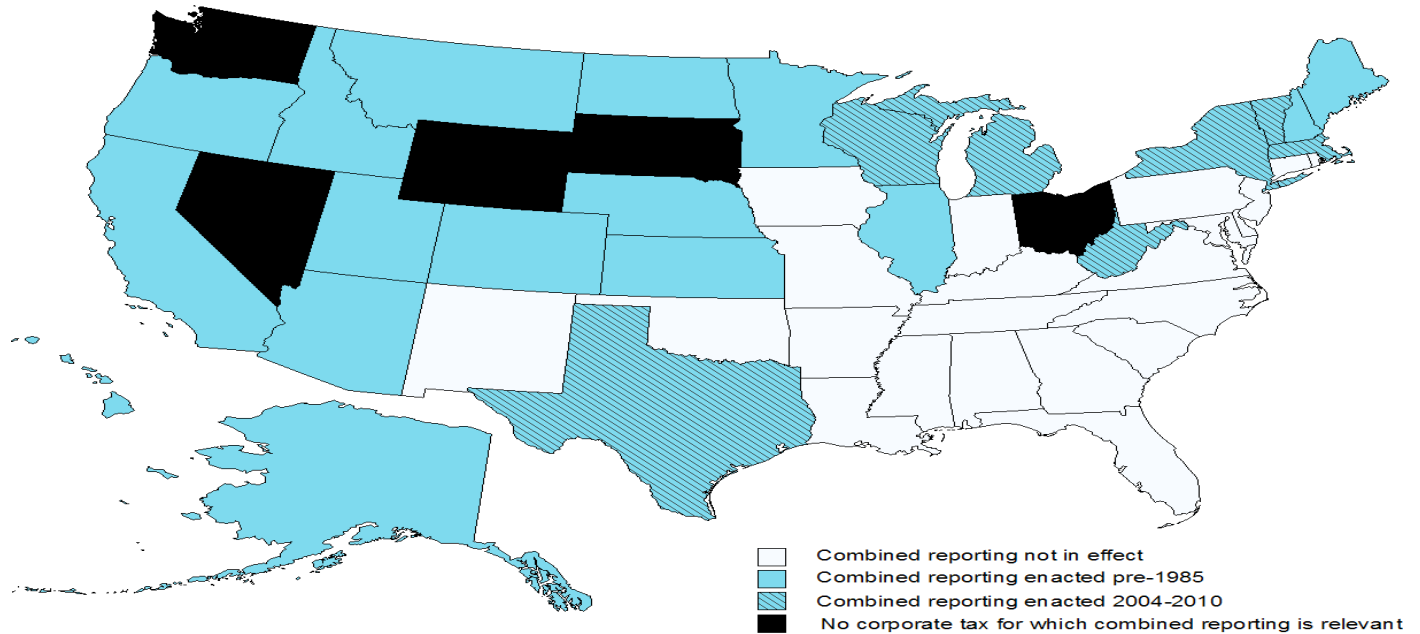 Combined reporting not in effect
Combined reporting enacted pre-1985
Combined reporting enacted 2004-2010
No corporate tax for which combined reporting is relevant